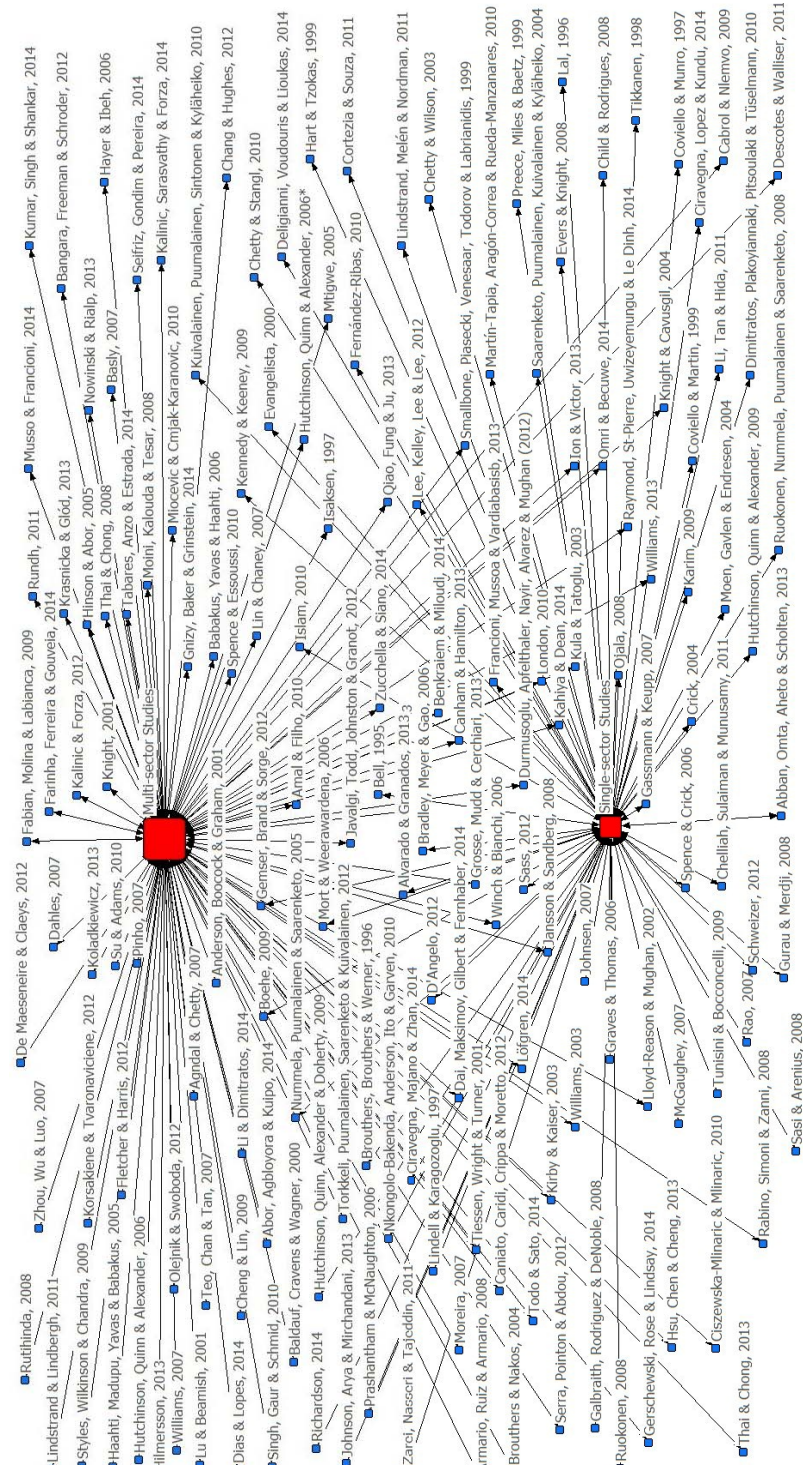 De Maeseneire & Claeys, 2012
Fabian, Molina & Labianca, 2009
Rundh, 2011
Musso & Francioni, 2014
Kumar, Singh & Shankar, 2014
Ruthinda, 2008
Zhou, Wu & Luo, 2007
Dahles, 2007
Farinha, Ferreira & Gouveia, 2014
Krasnicka & Glód, 2013
Bangara, Freeman & Schroder, 2012
Lindstrand & Lindbergh, 2011
Styles, Wilkinson & Chandra, 2009
Korsakiene & Tvaronaviciene, 2012
Koladkiewicz, 2013
Kalinic & Forza, 2012
Hinson & Abor, 2005
Nowinski & Rialp, 2013
Hayer & Ibeh, 2006
Haahti, Madupu, Yavas & Babakus, 2005
Fletcher & Harris, 2012
Su & Adams, 2010
Knight, 2001
Thai & Chong, 2008
Basly, 2007
Hutchinson, Quinn & Alexander, 2006
Pinho, 2007
Tabares, Anzo & Estrada, 2014
Seifriz, Gondim & Pereira, 2014
Multi-sector Studies
Moini, Kalouda & Tesar, 2008
Kalinic, Sarasvathy & Forza, 2014
ilmersson, 2013
Williams, 2007
Olejnik & Swoboda, 2012
Miocevic & Crnjak-Karanovic, 2010
Lu & Beamish, 2001
Teo, Chan & Tan, 2007
Agndal & Chetty, 2007
Anderson, Boocock & Graham, 2001
Gnizy, Baker & Grinstein, 2014
Kuivalainen, Puumalainen, Sintonen & Kyläheiko, 2010
Babakus, Yavas & Haahti, 2006
Chang & Hughes, 2012
Spence & Essoussi, 2010
Dias & Lopes, 2014
Cheng & Lin, 2009
Li & Dimitratos, 2014
Kennedy & Keeney, 2009
Lin & Chaney, 2007
Chetty & Stangl, 2010
Singh, Gaur & Schmid, 2010
Abor, Agbloyora & Kuipo, 2014
Boehe, 2009
Gemser, Brand & Sorge, 2012
Evangelista, 2000
Deligianni, Voudouris & Lioukas, 2014
Baldauf, Cravens & Wagner, 2000
Nummela, Puumalainen & Saarenketo, 2005
Amal & Filho, 2010
Islam, 2010
Hutchinson, Quinn & Alexander, 2006*
Hart & Tzokas, 1999
Richardson, 2014
Hutchinson, Quinn, Alexander & Doherty, 2009
Mort & Weerawardena, 2006
Isaksen, 1997
Mtigwe, 2005
Johnson, Arya & Mirchandani, 2013
Torkkeli, Puumalainen, Saarenketo & Kuivalainen, 2012
Javalgi, Todd, Johnston & Granot, 2012
Fernández-Ribas, 2010
Cortezia & Souza, 2011
Prashantham & McNaughton, 2006
Brouthers, Brouthers & Werner, 1996
Bell, 1995
Zucchella & Siano, 2014
Qiao, Fung & Ju, 2013
Nkongolo-Bakenda, Anderson, Ito & Garven, 2010
Alvarado & Granados, 2013
Lindstrand, Melén & Nordman, 2011
Zarci, Nasseri & Tajeddin, 2011
Ciravegna, Majano & Zhan, 2014
Bradley, Meyer & Gao, 2006
Lee, Kelley, Lee & Lee, 2012
Lindell & Karagozoglu, 1997
D'Angelo, 2012
Benkraiem & Miloudi, 2014
Chetty & Wilson, 2003
Moreira, 2007
Dai, Maksimov, Gilbert & Fernhaber, 2014
Canham & Hamilton, 2013
Smallbone, Piasecki, Venesaar, Todorov & Labrianidis, 1999
Armario, Ruiz & Armario, 2008
Tiessen, Wright & Turner, 2001
Grosse, Mudd & Cerchiari, 2013
Francioni, Mussoa & Vardiabasisb, 2013
Martín-Tapia, Aragón-Correa & Rueda-Manzanares, 2010
Brouthers & Nakos, 2004
Caniato, Caridi, Crippa & Moretto, 2012
Winch & Bianchi, 2006
Löfgren, 2014
Sass, 2012
Durmusoglu, Apfelthaler, Nayir, Alvarez & Mughan (2012)
Preece, Miles & Baetz, 1999
Todo & Sato, 2014
London, 2010
Saarenketo, Puumalainen, Kuivalainen & Kyläheiko, 2004
Serra, Pointon & Abdou, 2012
Kirby & Kaiser, 2003
Jansson & Sandberg, 2008
Kahiya & Dean, 2014
Evers & Knight, 2008
Lal, 1996
Williams, 2003
Johnsen, 2007
Kula & Tatoglu, 2003
Ion & Victor, 2013
Galbraith, Rodriguez & DeNoble, 2008
Graves & Thomas, 2006
Single-sector Studies
Omri & Becuwe, 2014
Child & Rodrigues, 2008
Ruokonen, 2008
Ojala, 2008
Raymond, St-Pierre, Uwizeyemungu & Le Dinh, 2014
Tikkanen, 1998
Gerschewski, Rose & Lindsay, 2014
Lloyd-Reason & Mughan, 2002
Gassmann & Keupp, 2007
Williams, 2013
Knight & Cavusgil, 2004
Hsu, Chen & Cheng, 2013
McGaughey, 2007
Spence & Crick, 2006
Crick, 2004
Karim, 2009
Coviello & Martin, 1999
Coviello & Munro, 1997
Ciravegna, Lopez & Kundu, 2014
Ciszewska-Mlinaric & Mlinaric, 2010
Tunisini & Bocconcelli, 2009
Chelliah, Sulaiman & Munusamy, 2011
Moen, Gavlen & Endresen, 2004
Li, Tan & Hida, 2011
Cabrol & Nlemvo, 2009
Thai & Chong, 2013
Rao, 2007
Schweizer, 2012
Hutchinson, Quinn & Alexander, 2009
Dimitratos, Plakoyiannaki, Pitsoulaki & Tüselmann, 2010
Rabino, Simoni & Zanni, 2008
Gurau & Merdji, 2008
Abban, Omta, Aheto & Scholten, 2013
Ruokonen, Nummela, Puumalainen & Saarenketo, 2008
Descotes & Walliser, 2011
Sasi & Arenius, 2008